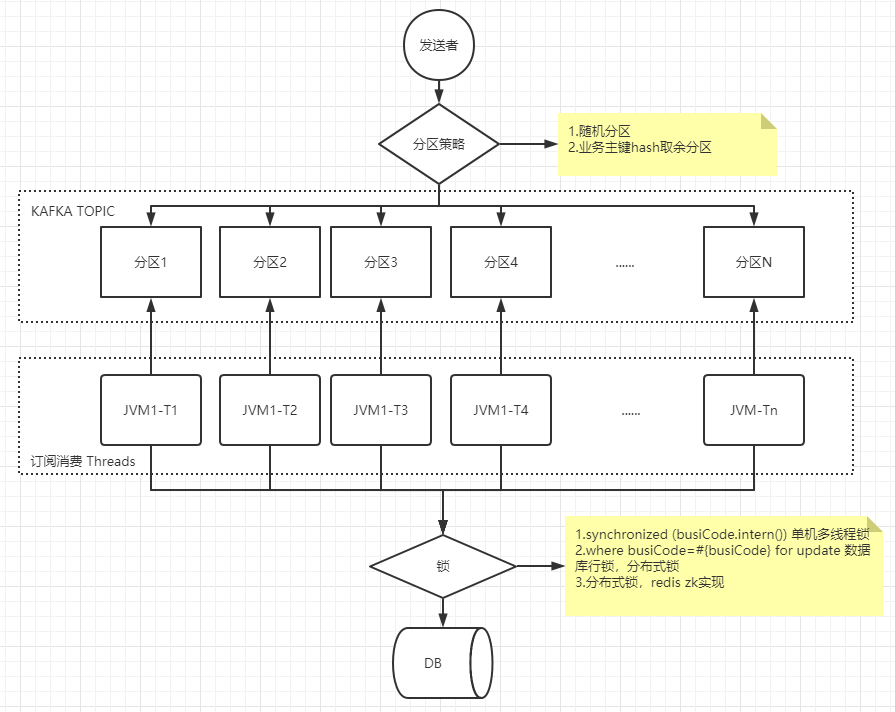 发送者
分区策略
1.随机分区
2.业务主键hash取余分区
KAFKA TOPIC
分区1
分区2
分区3
分区4
......
分区N
JVM1-T1
JVM1-T2
JVM1-T3
JVM1-T4
......
JVM-Tn
订阅消费 Threads
锁
1.synchronized (busiCode.intern()) 单机多线程锁
2.where busiCode=#{busiCode} for update 数据
库行锁，分布式锁
3.分布式锁，redis zk实现
DB